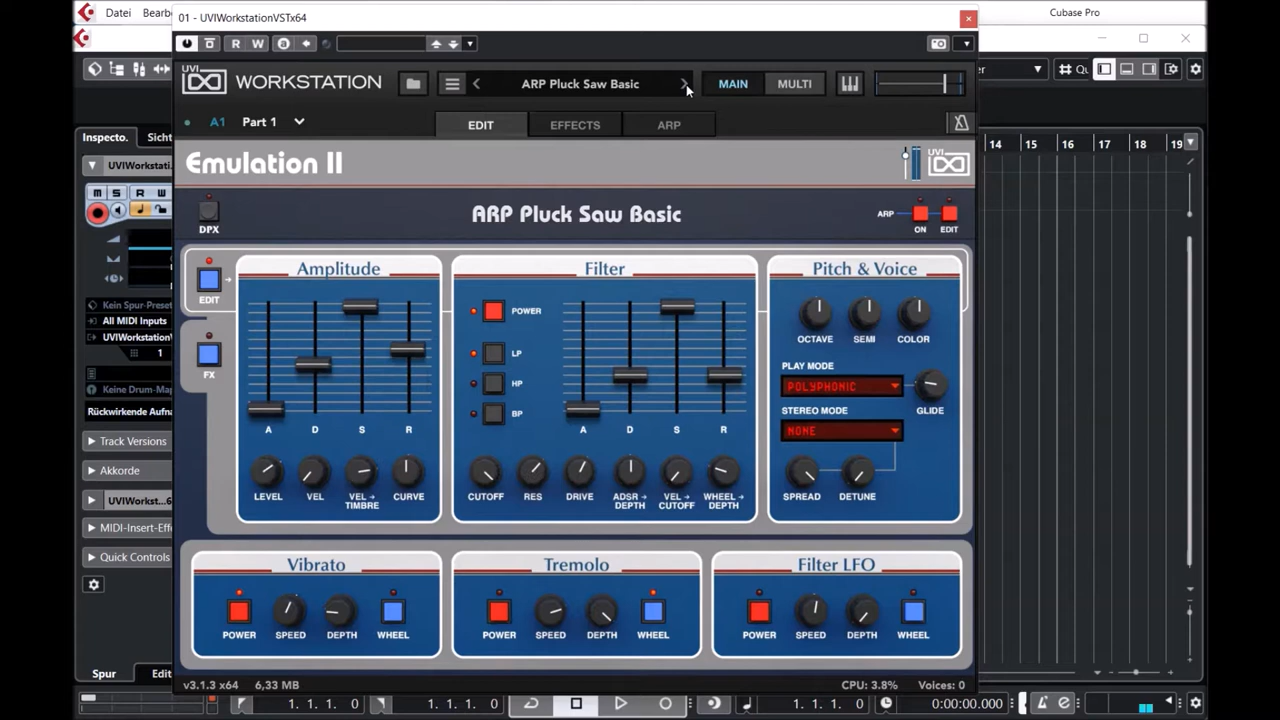 Datei
Bearb
01 - UVIWorkstationVSTx64
Cubase Pro
R W
UVI WORKSTATION
ARP Pluck Saw Basic
MAIN
MULTI
A1 Part 1
EDIT
EFFECTS
ARP
Inspecto.
Sicht
14 15 16 17 18 19
Emulation II
UVI
UVIWorkstati
m S R W
DPX
ARP Pluck Saw Basic
ARP
ON
EDIT
EDIT
FX
Amplitude
A D S R
LEVEL
VEL
VEL→
TIMBRE
CURVE
Filter
POWER
LP
HP
BP
A D S R
CUTOFF
RES
DRIVE
ADSR→
DEPTH
VEL→
CUTOFF
WHEEL→
DEPTH
Pitch & Voice
OCTAVE
SEMI
COLOR
PLAY MODE
POLYPHONIC
GLIDE
STEREO MODE
NONE
SPREAD
DETUNE
Kein Spur-Preset
All MIDI Inputs
UVIWorkstationV
1
Keine Drum-Map
Rückwirkende Aufna
Track Versions
Akkorde
UVIWorkst...6
MIDI-Insert-Effe
Quick Controls
Vibrato
POWER
SPEED
DEPTH
WHEEL
Tremolo
POWER
SPEED
DEPTH
WHEEL
Filter LFO
POWER
SPEED
DEPTH
WHEEL
Spur
Edit
v3.1.3 x64
6,33 MB
CPU: 3.8%
Voices: 0
1. 1. 1. 0
1. 1. 1. 0
1. 1. 1. 0
0:00:00.000